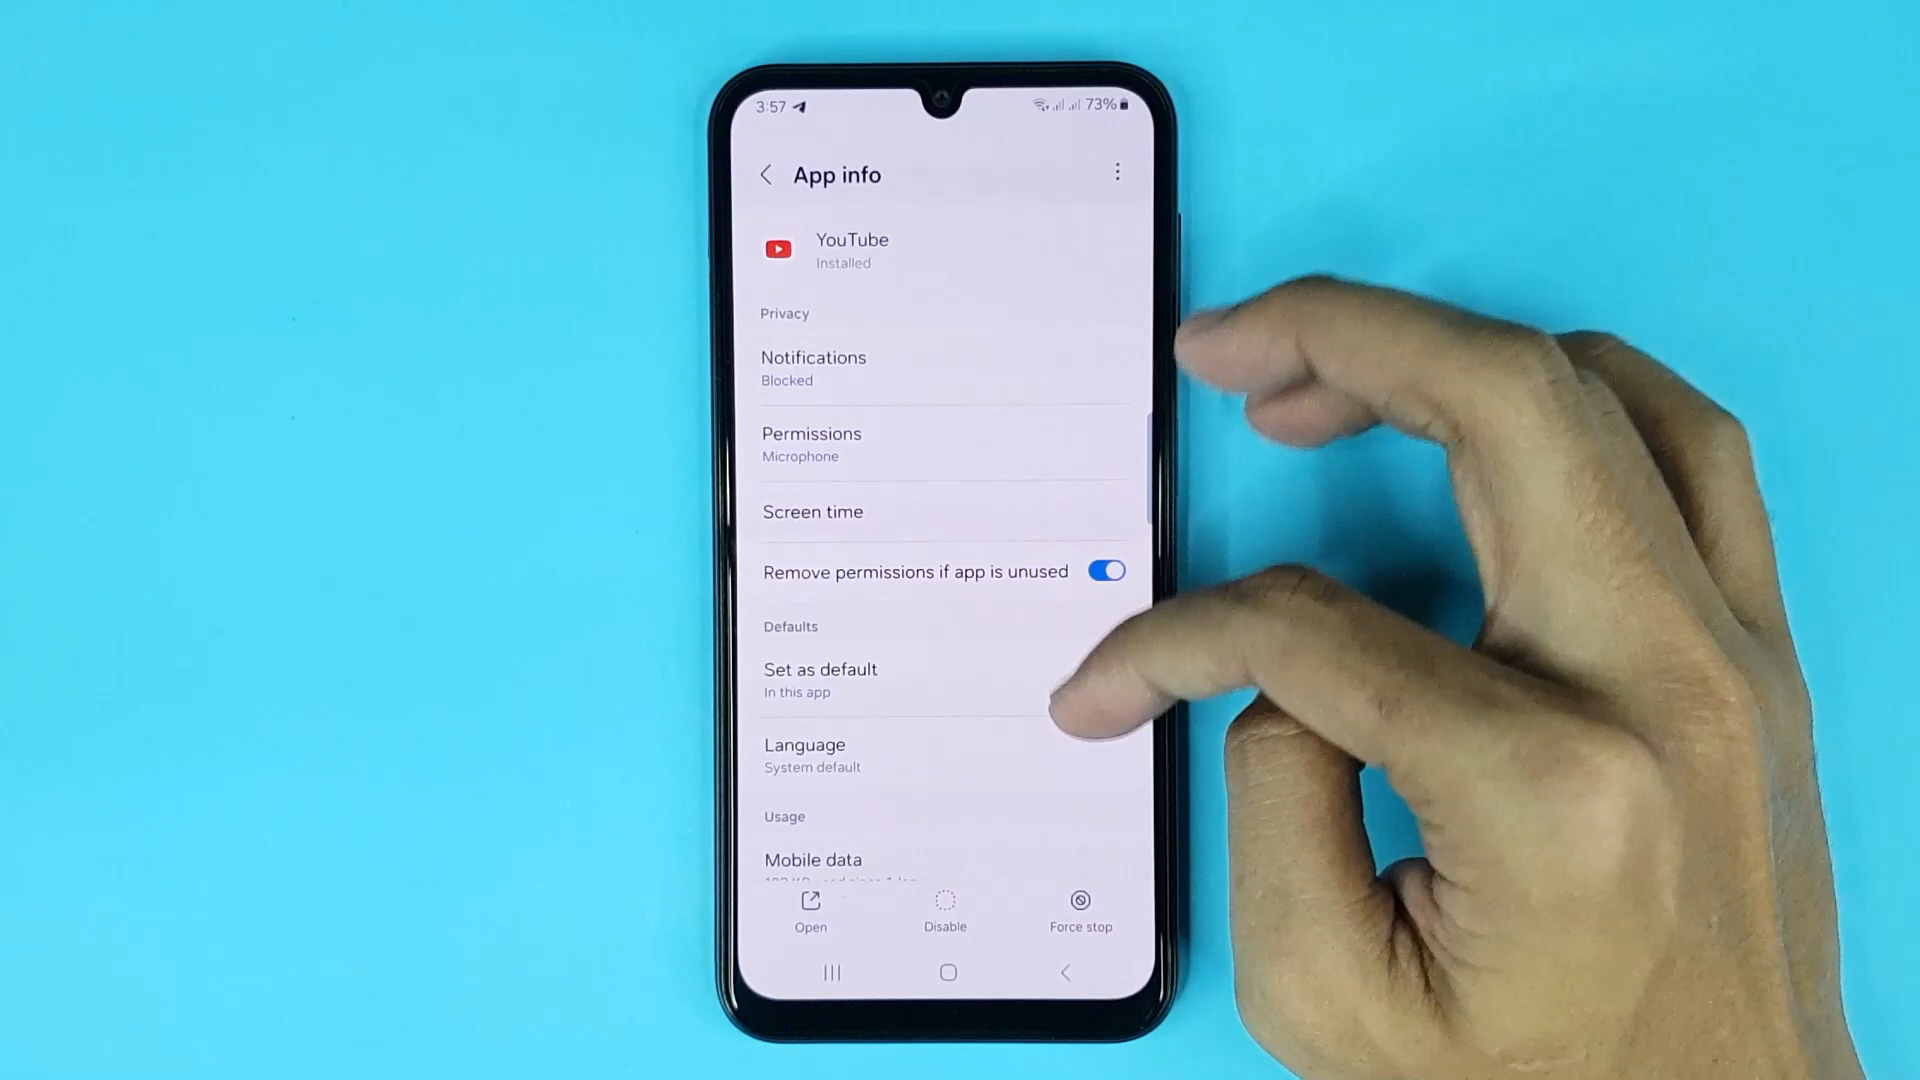 3:57
73%
App info
YouTube
Installed
Privacy
Notifications
Blocked
Permissions
Microphone
Screen time
Remove permissions if app is unused
Defaults
Set as default
In this app
Language
System default
Usage
Mobile data
Open
Disable
Force stop